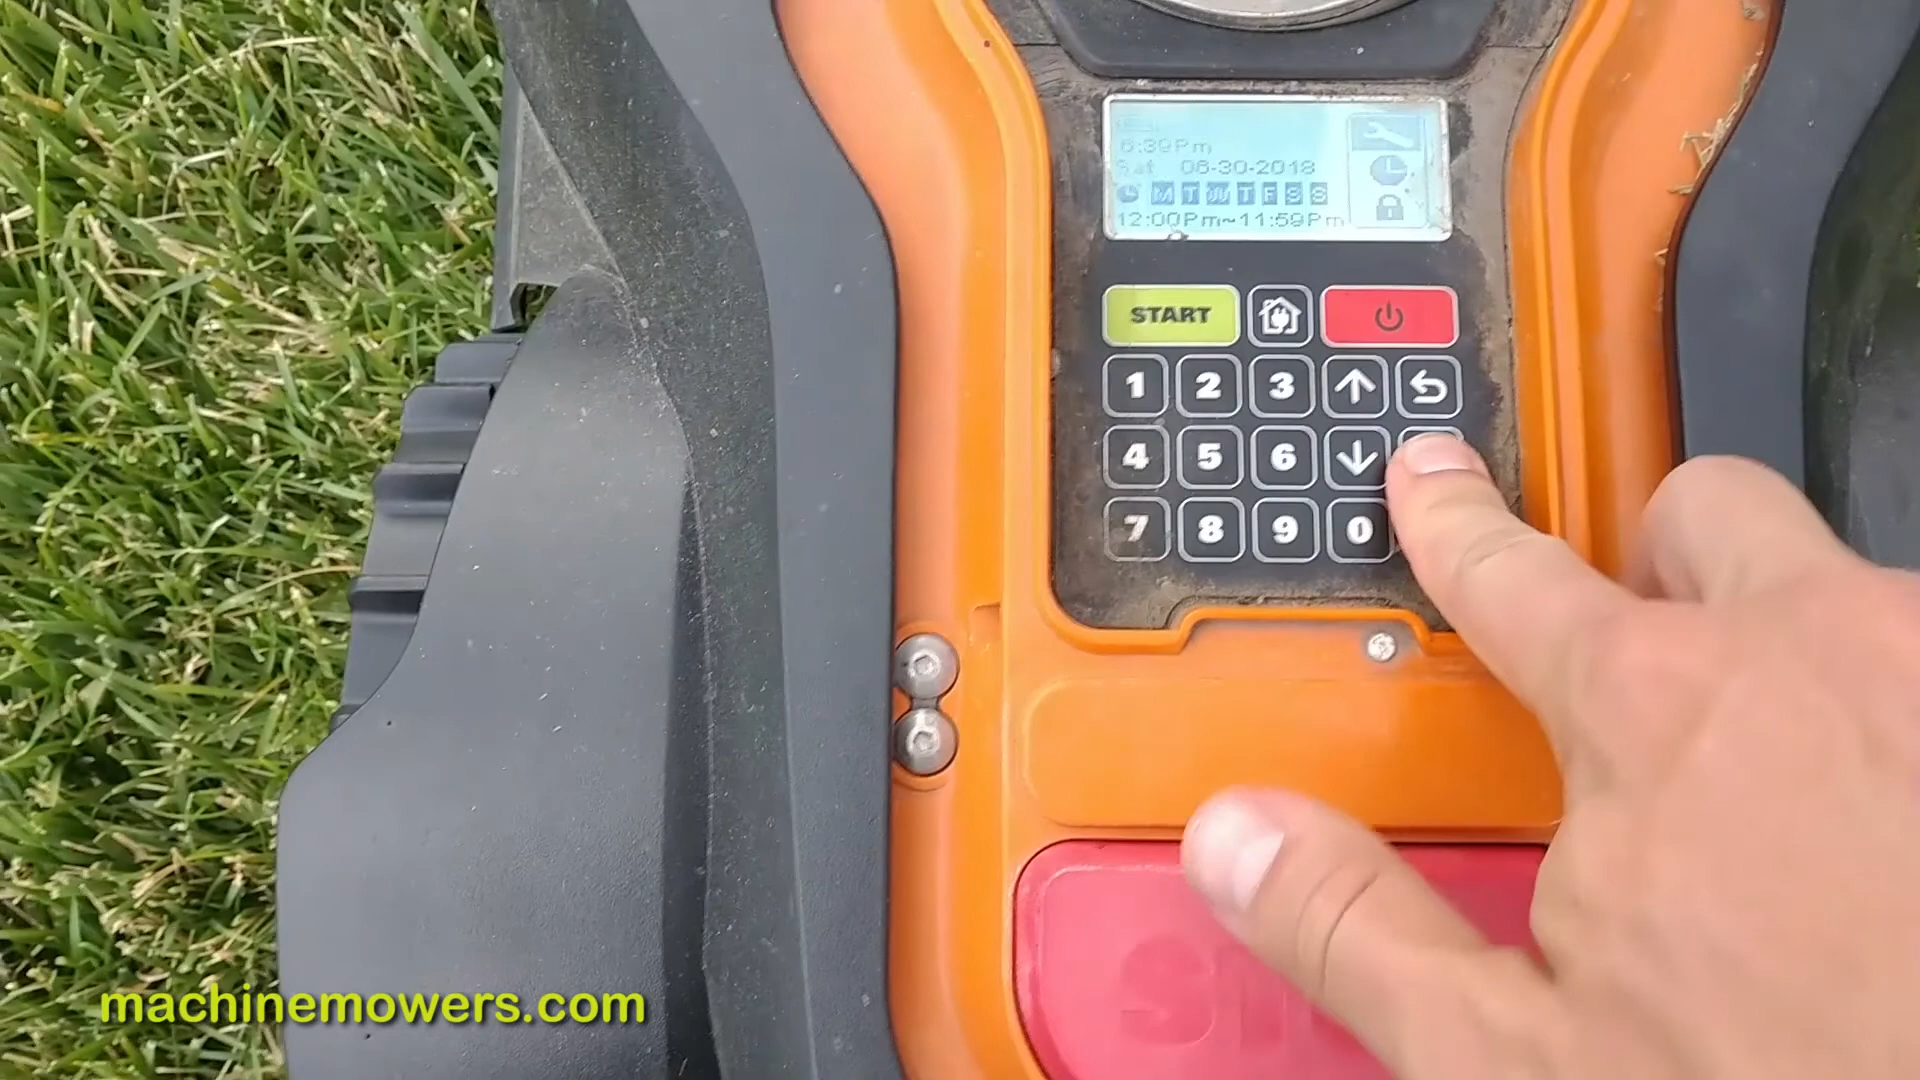 6:39Pm
Sat 06-30-2018
M T W T F S S
12:00Pm~11:59Pm
START
1 2 3
4 5 6
7 8 9 0
machinemowers.com